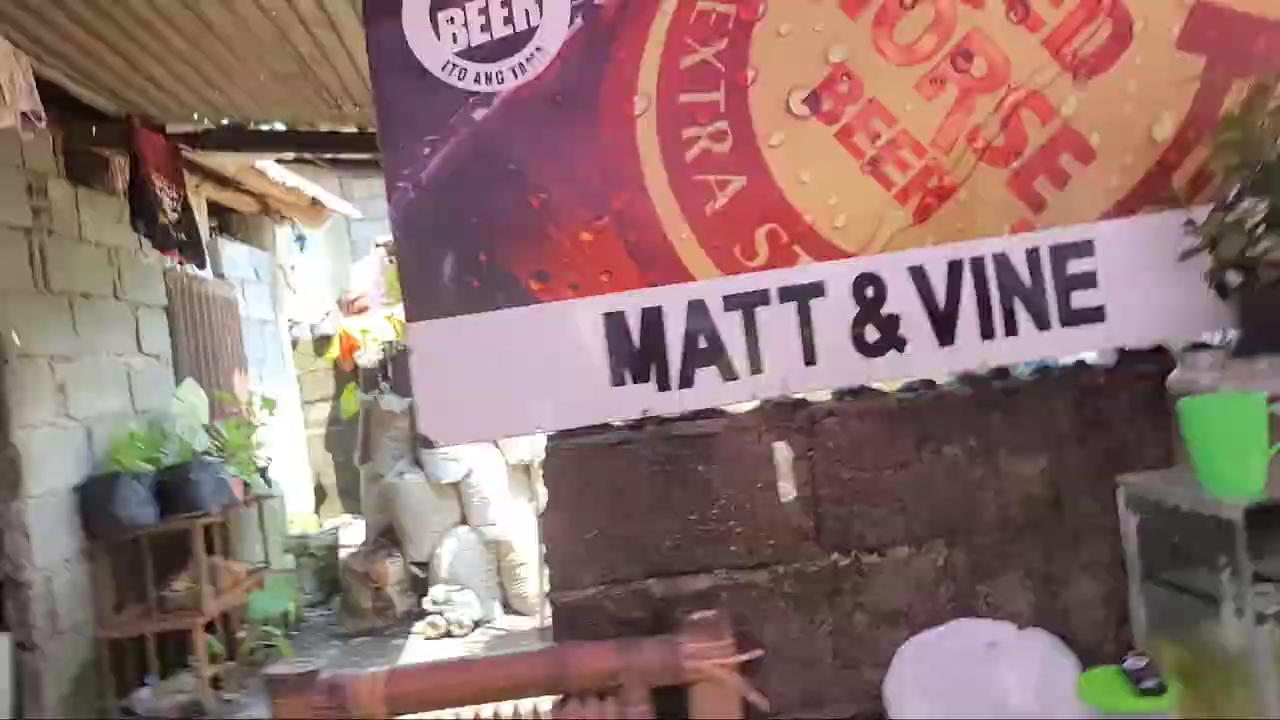 BEER
ITO ANG TAMA
EXTRA
HORSE
BEER
MATT & VINE